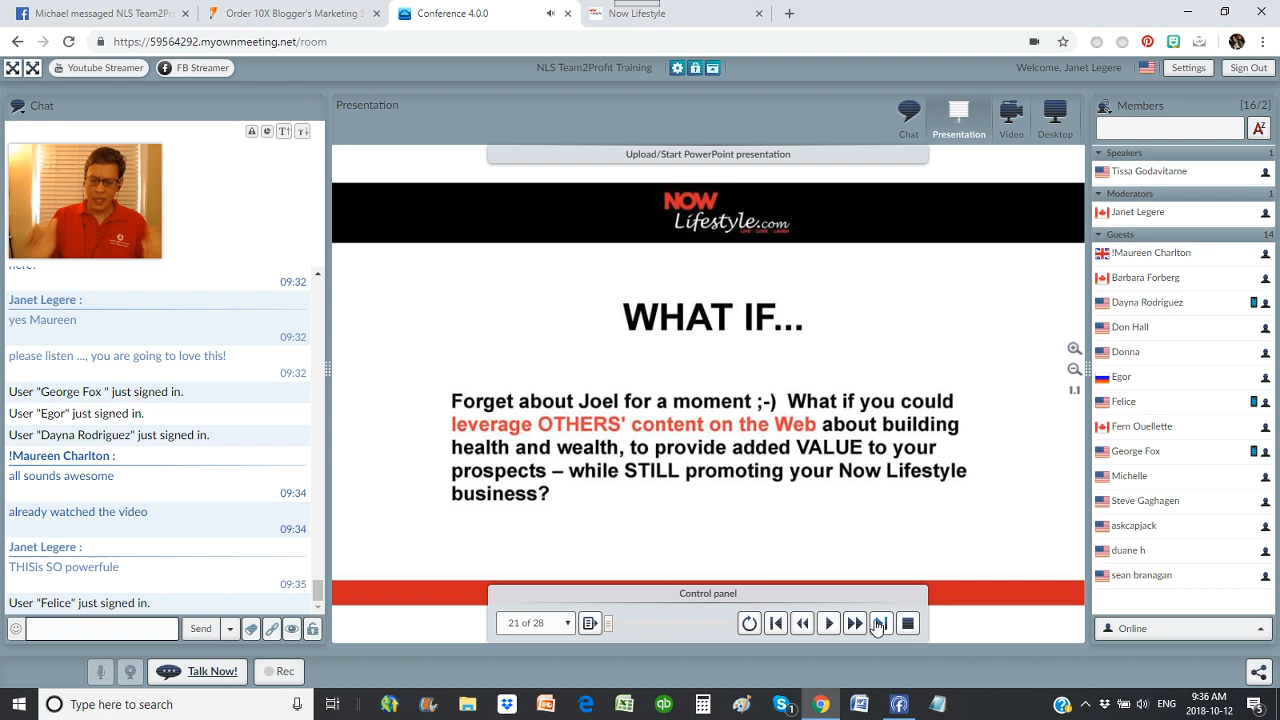 Michael messaged NLS Team
Order 10X Blogger's Marketing S
Conference 4.0.0
Now Lifestyle
https://59564292.myownmeeting.net/room
Youtube Streamer
FB Streamer
NLS Team2Profit Training
Welcome, Janet Legere
Settings
Sign Out
Chat
here?
09:32
Janet Legere :
yes Maureen
09:32
please listen ..., you are going to love this!
09:32
User "George Fox " just signed in.
User "Egor" just signed in.
User "Dayna Rodriguez" just signed in.
!Maureen Charlton :
all sounds awesome
09:34
already watched the video
09:34
Janet Legere :
THISis SO powerfule
09:35
User "Felice" just signed in.
Send
Talk Now!
Rec
Presentation
Chat
Presentation
Video
Desktop
Upload/Start PowerPoint presentation
NOW
Lifestyle.com
LIVE LOVE LAUGH
WHAT IF...
Forget about Joel for a moment ;-) What if you could
leverage OTHERS' content on the Web about building
health and wealth, to provide added VALUE to your
prospects – while STILL promoting your Now Lifestyle
business?
1.1
Control panel
21 of 28
Members
[16/2]
Speakers
1
Tissa Godavitarne
Moderators
1
Janet Legere
Guests
14
!Maureen Charlton
Barbara Forberg
Dayna Rodriguez
Don Hall
Donna
Egor
Felice
Fern Ouellette
George Fox
Michelle
Steve Gaghagen
askcapjack
duane h
sean branagan
Online
Type here to search
9:36 AM
2018-10-12